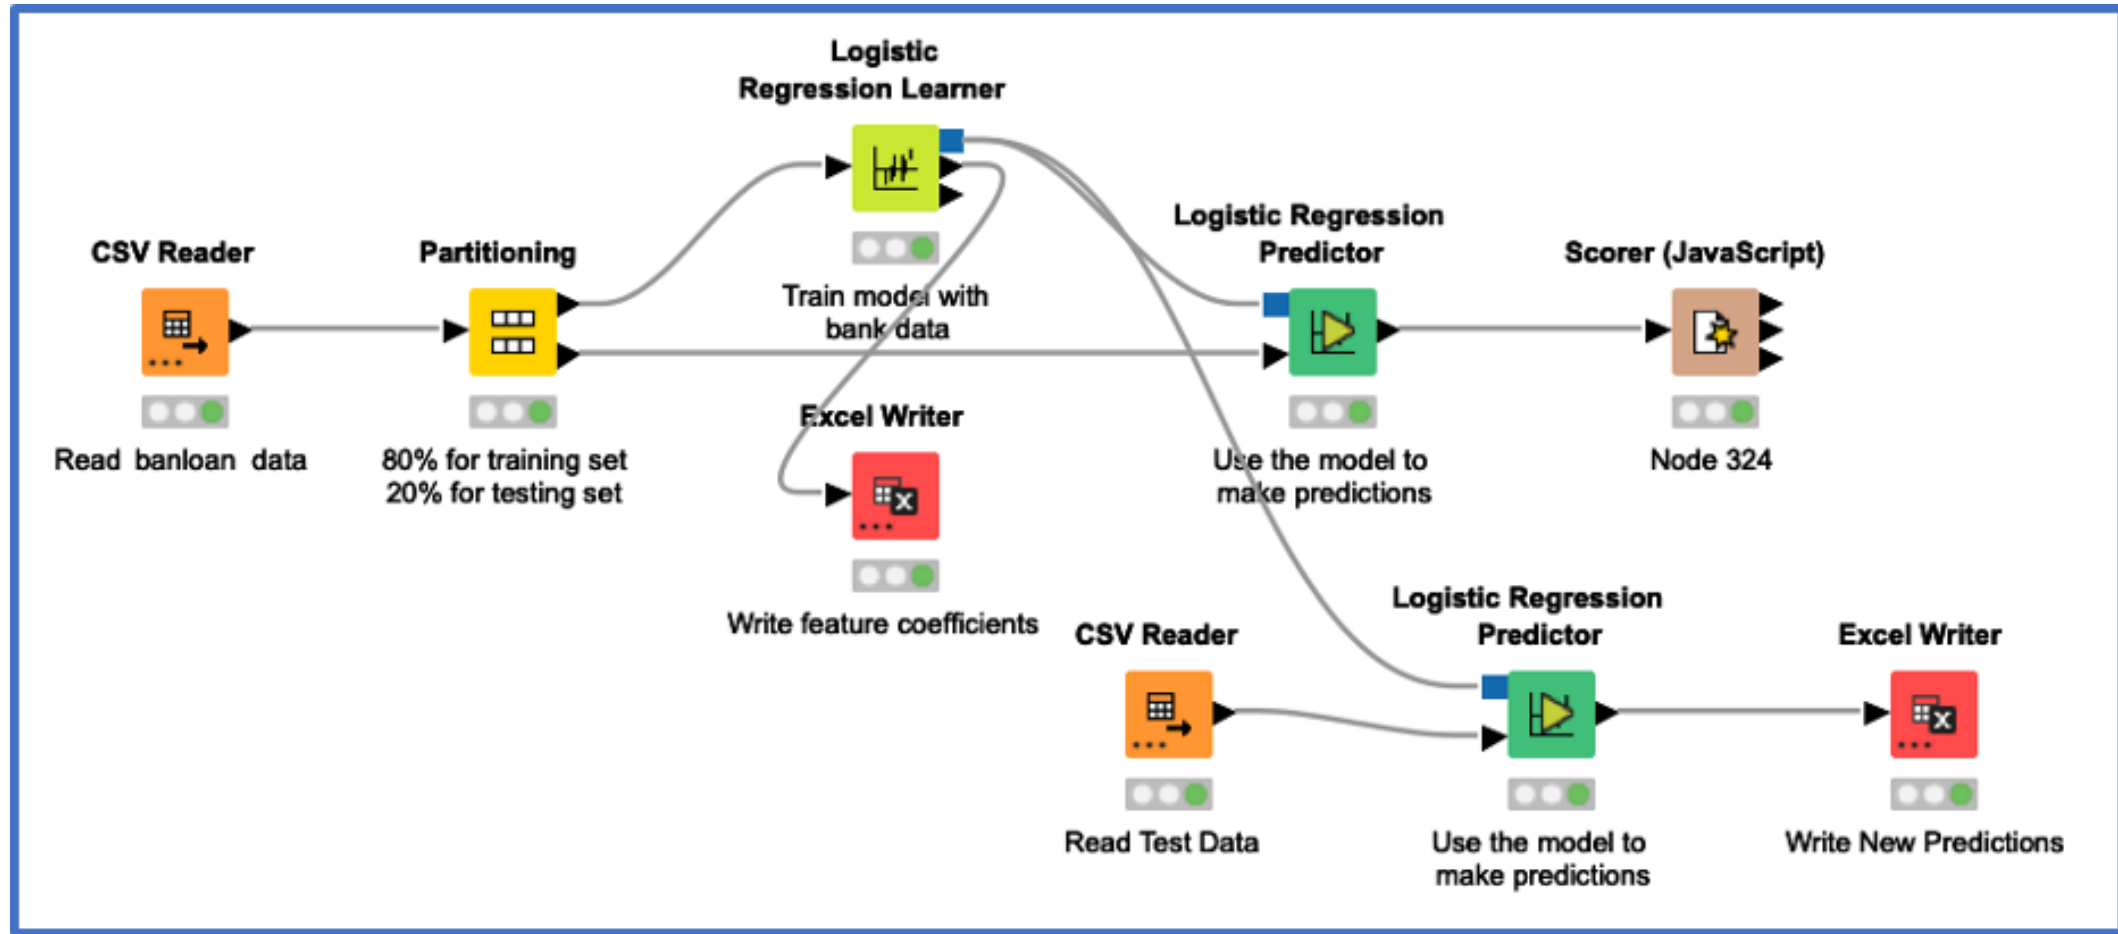 Logistic
Regression Learner
Train model with
bank data
CSV Reader
Read banloan data
Partitioning
80% for training set
20% for testing set
Excel Writer
Write feature coefficients
Logistic Regression
Predictor
Use the model to
make predictions
Scorer (JavaScript)
Node 324
CSV Reader
Read Test Data
Logistic Regression
Predictor
Use the model to
make predictions
Excel Writer
Write New Predictions